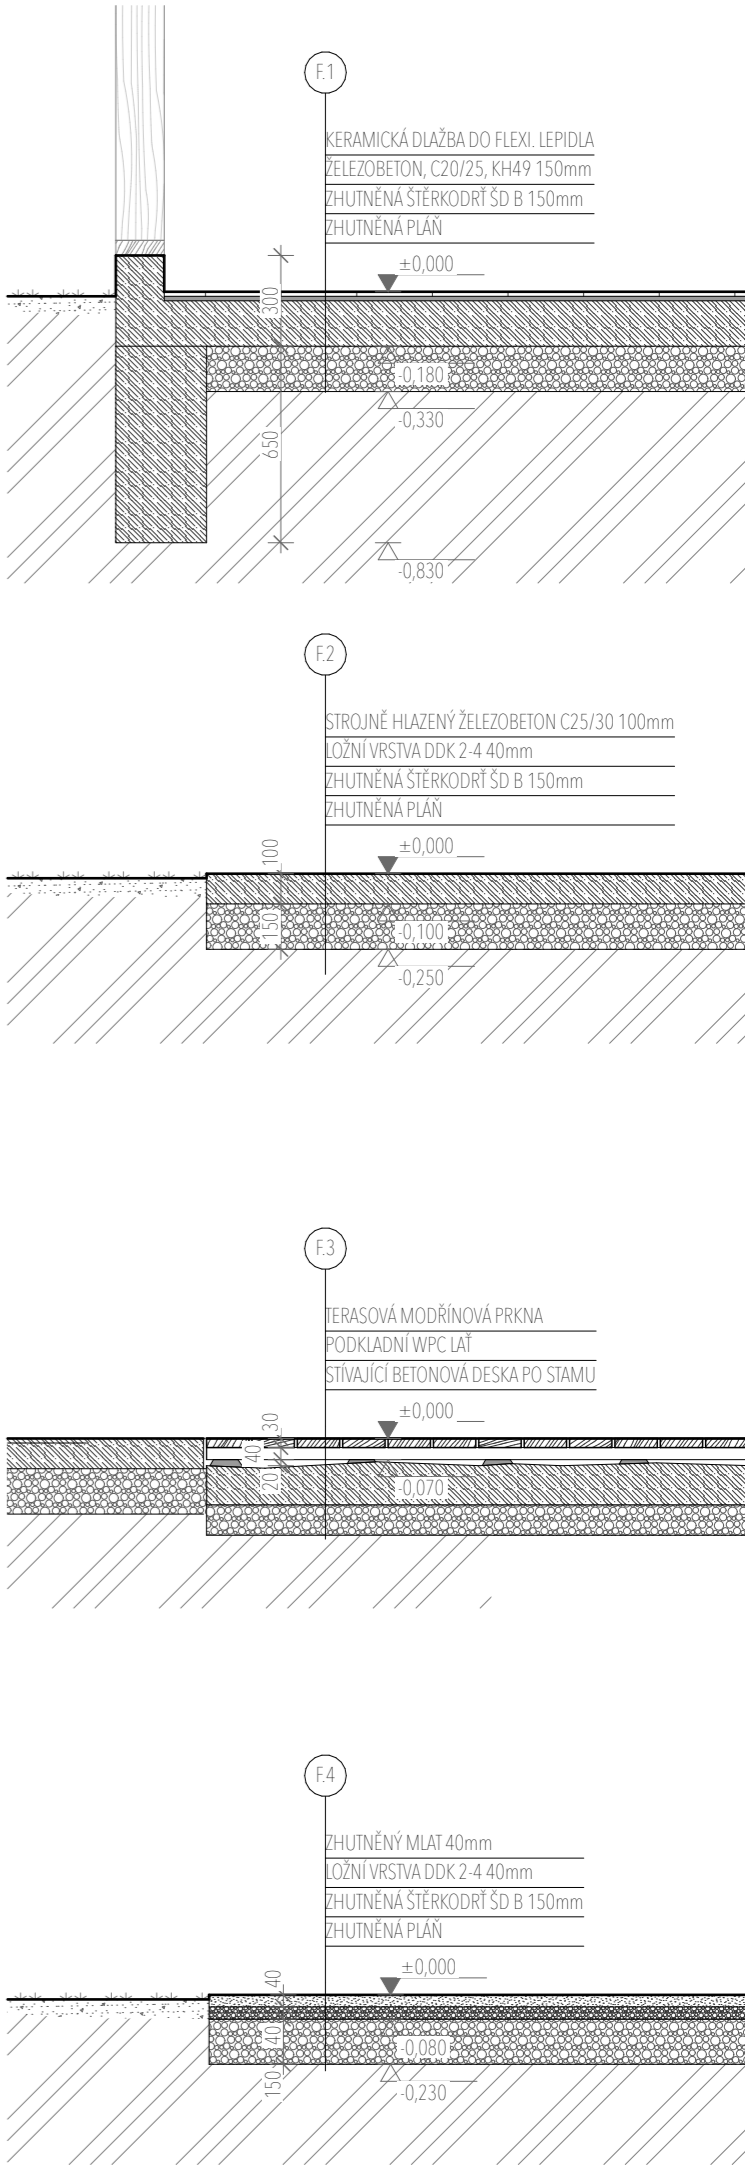 F.1
KERAMICKÁ DLAŽBA DO FLEXI. LEPIDLA
ŽELEZOBETON, C20/25, KH49 150mm
ZHUTNĚNÁ ŠTĚRKODRŤ ŠD B 150mm
ZHUTNĚNÁ PLÁŇ
±0,000
300
-0,180
-0,330
650
-0,830
F.2
STROJNĚ HLAZENÝ ŽELEZOBETON C25/30 100mm
LOŽNÍ VRSTVA DDK 2-4 40mm
ZHUTNĚNÁ ŠTĚRKODRŤ ŠD B 150mm
ZHUTNĚNÁ PLÁŇ
±0,000
100
150
-0,100
-0,250
F.3
TERASOVÁ MODŘÍNOVÁ PRKNA
PODKLADNÍ WPC LAŤ
STÍVAJÍCÍ BETONOVÁ DESKA PO STAMU
±0,000
30
40
20
-0,070
F.4
ZHUTNĚNÝ MLAT 40mm
LOŽNÍ VRSTVA DDK 2-4 40mm
ZHUTNĚNÁ ŠTĚRKODRŤ ŠD B 150mm
ZHUTNĚNÁ PLÁŇ
±0,000
40
40
-0,080
150
-0,230